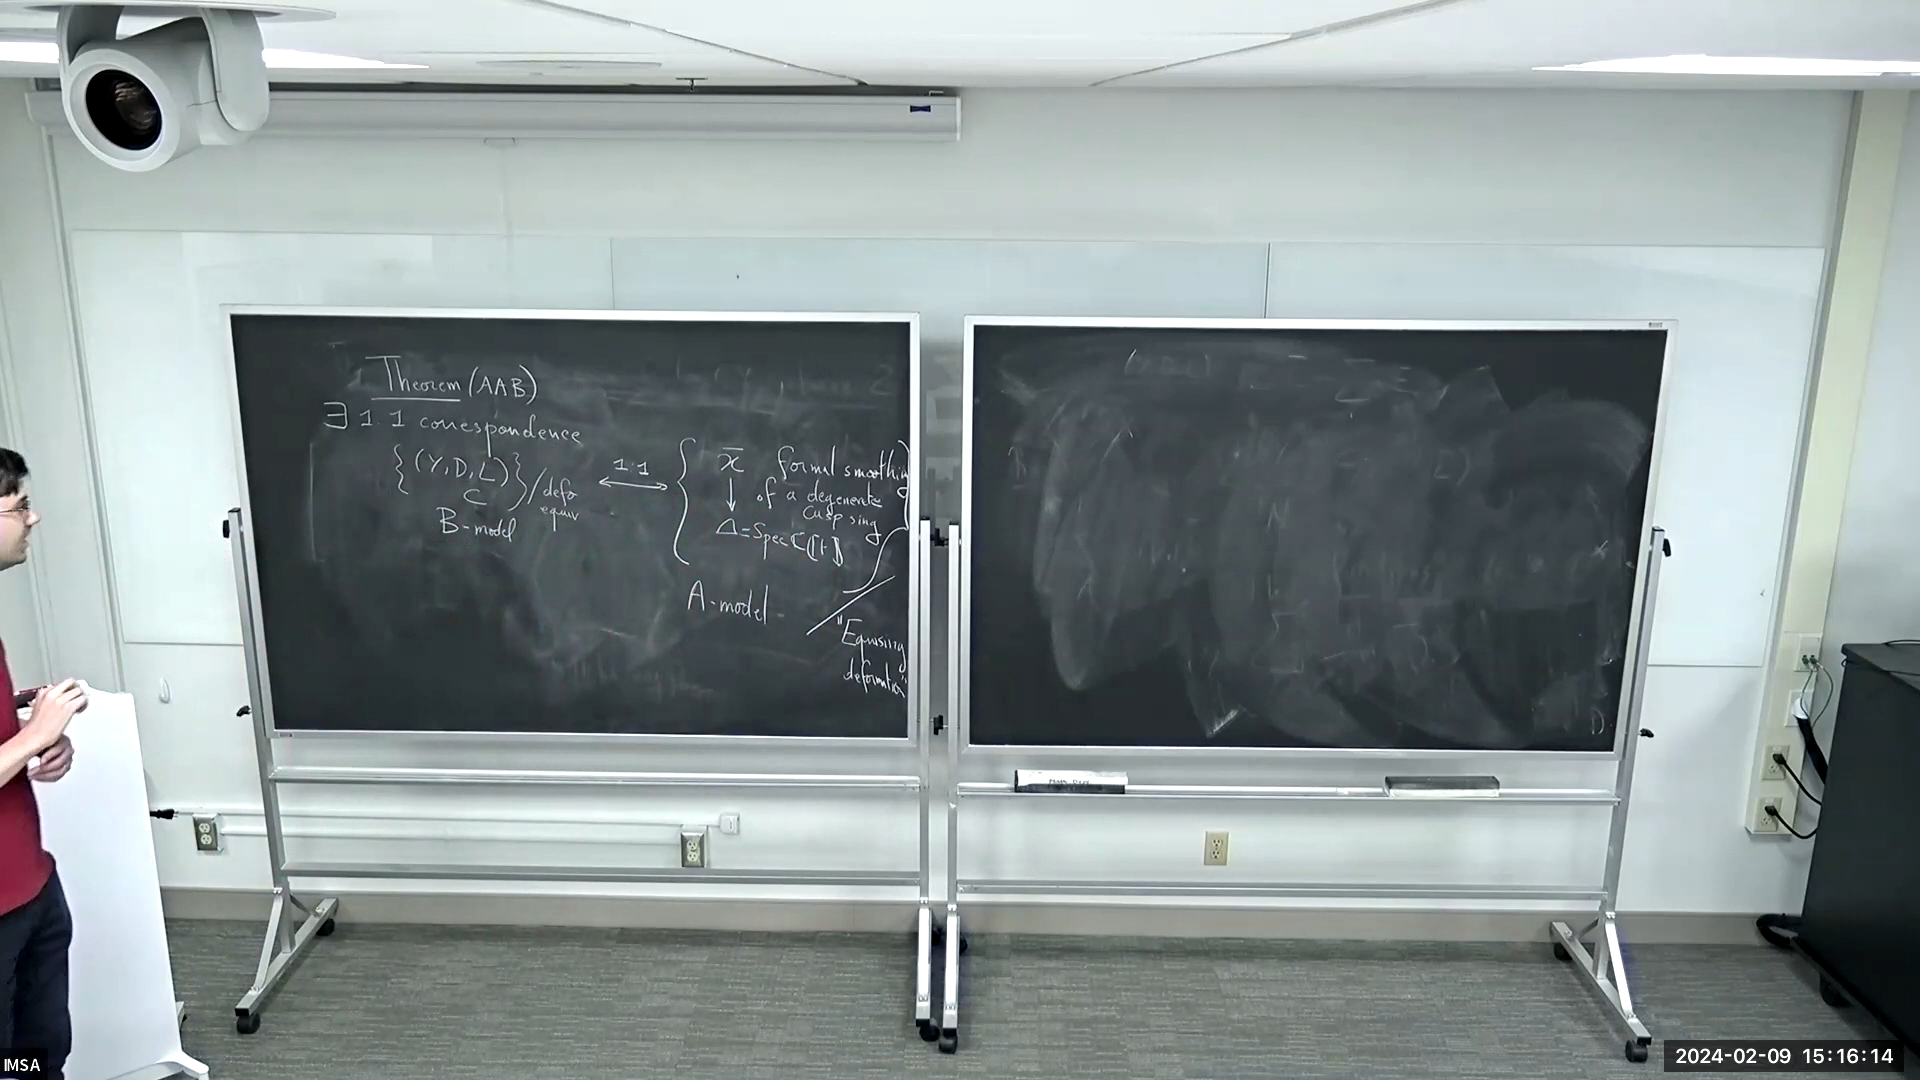 Theorem (AAB)
∃ 1:1 correspondence
{(Y,D,L)}/defo equiv
C
B-model
1:1
{ x̄ formal smoothing
↓ of a degenerate
cusp sing
Δ = Spec ℂ[[t]]
A-model
"Equising
deformation"
D
IMSA
2024-02-09 15:16:14